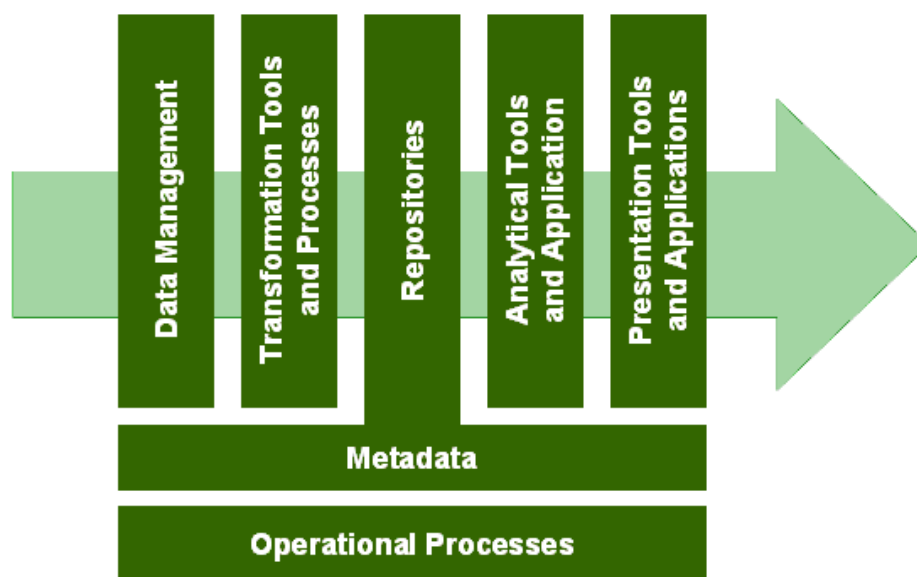 Data Management
Transformation Tools
and Processes
Repositories
Analytical Tools
and Application
Presentation Tools
and Applications
Metadata
Operational Processes